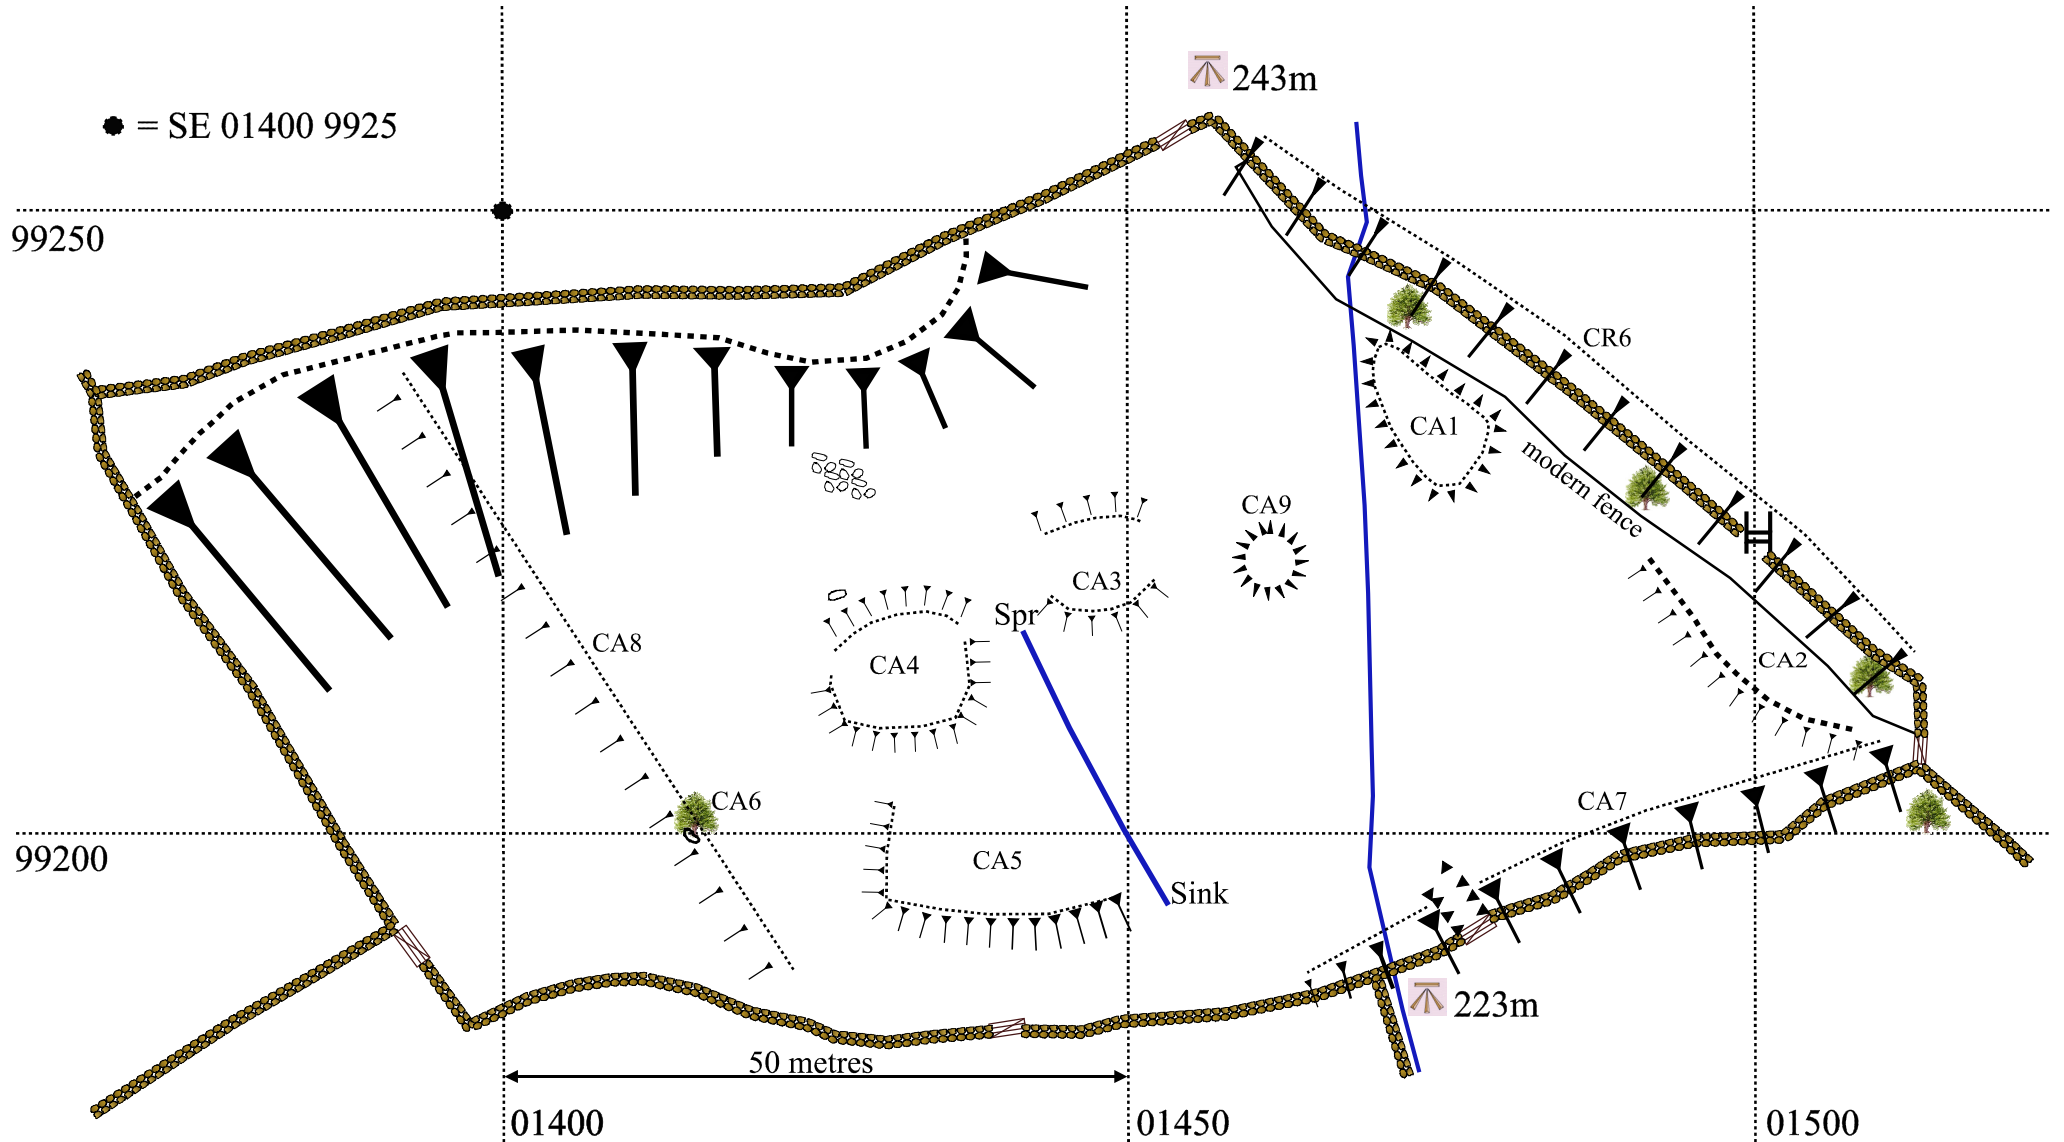 243m
= SE 01400 9925
99250
CR6
CA1
modern fence
CA9
CA3
Spr
CA8
CA4
CA2
CA6
CA7
99200
CA5
Sink
223m
50 metres
01400
01450
01500